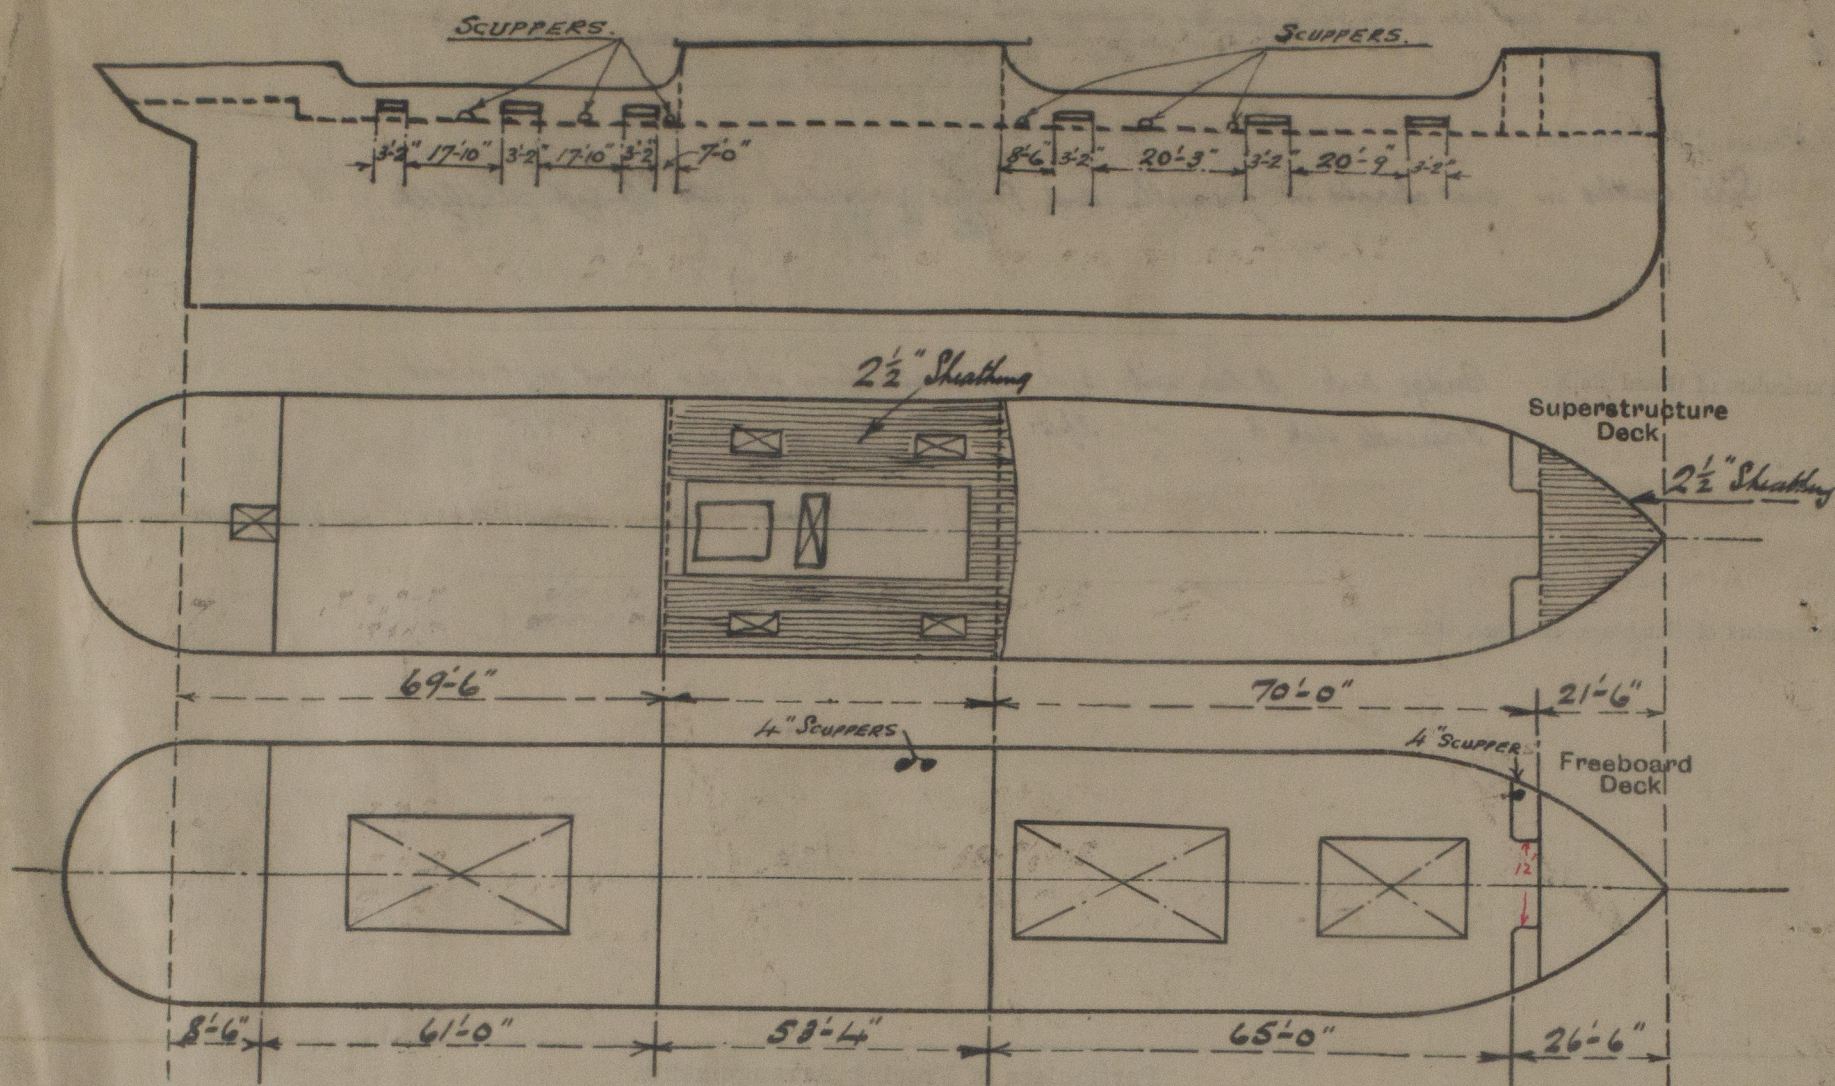 SCUPPERS.
SCUPPERS.
3'-2" 17'-10" 3'-2" 17'-10" 3'-2" 7'-0" 8'-6" 3'-2" 20'-3" 3'-2" 20'-9" 3'-2"
2½" Sheathing
Superstructure
Deck
2½" Sheathing
69'-6" 70'-0" 21'-6"
4" SCUPPERS
4" SCUPPERS
Freeboard
Deck
12'
8'-6" 61'-0" 53'-4" 65'-0" 26'-6"